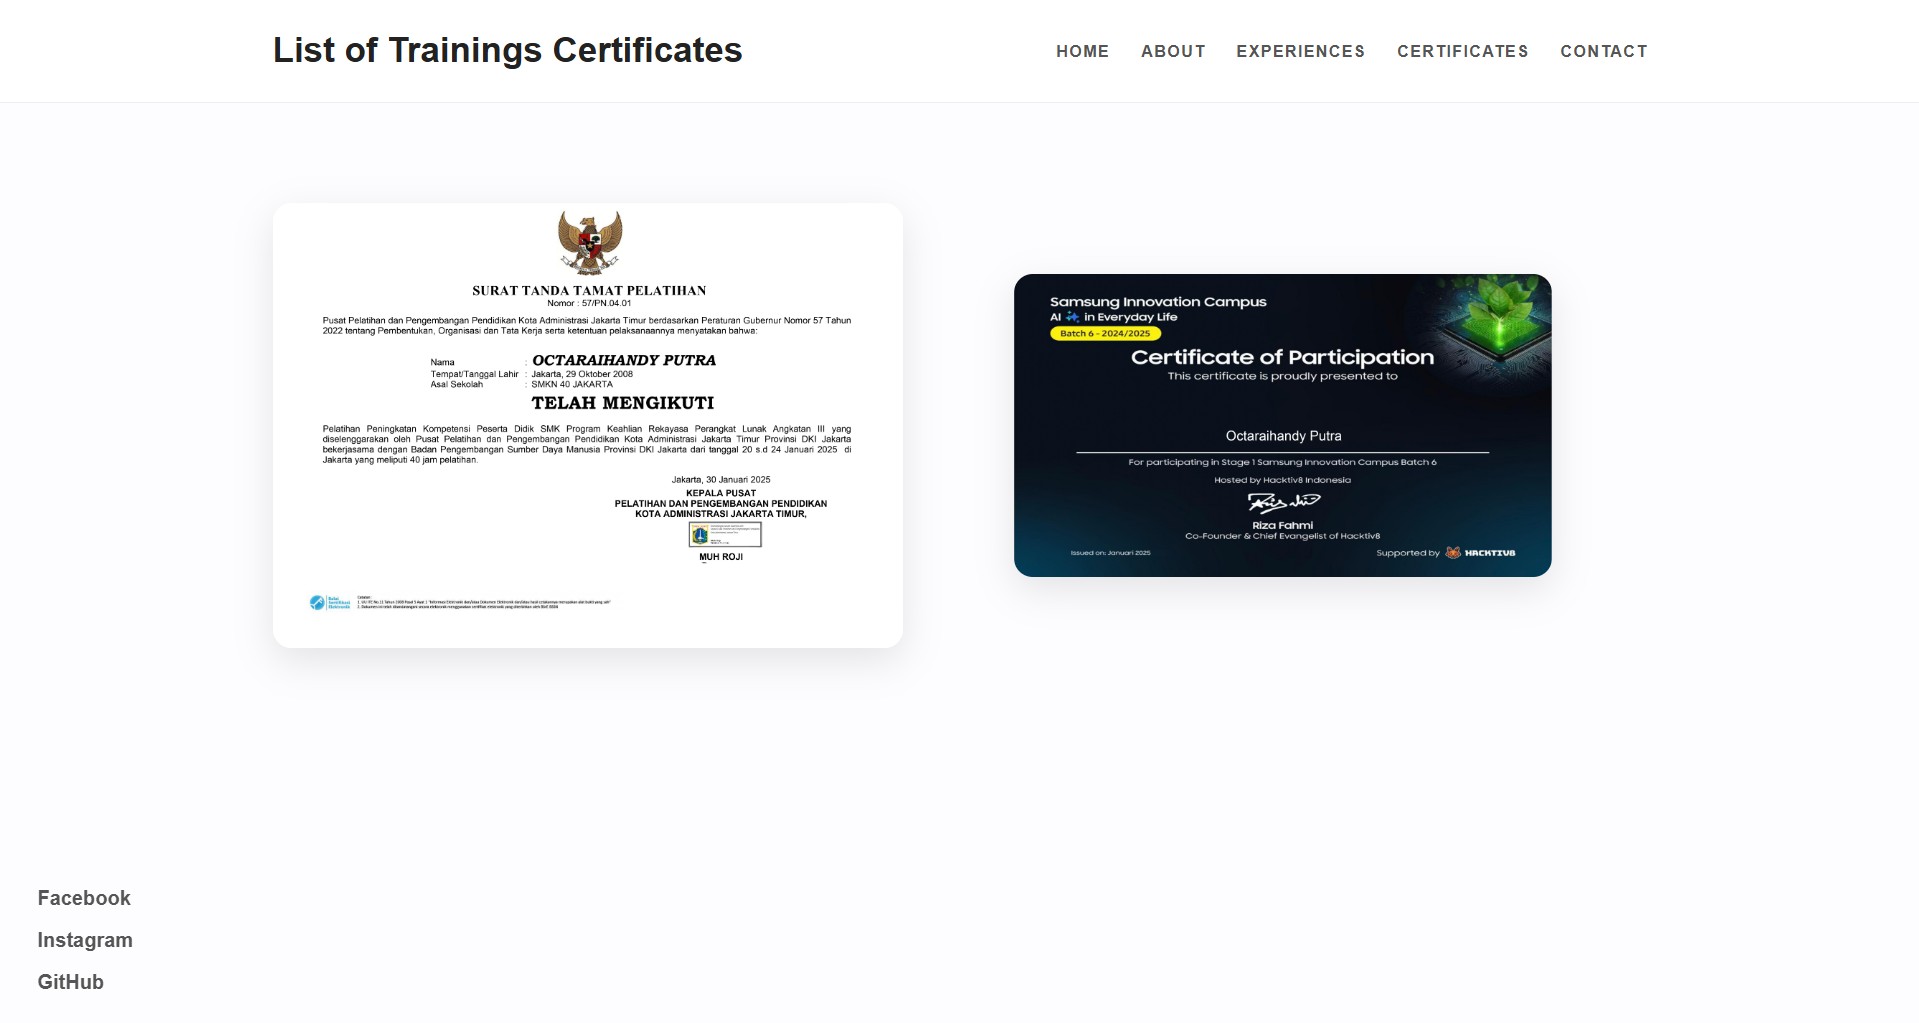 List of Trainings Certificates
HOME ABOUT EXPERIENCES CERTIFICATES CONTACT
SURAT TANDA TAMAT PELATIHAN
Nomor : 57/PN.04.01
Pusat Pelatihan dan Pengembangan Pendidikan Kota Administrasi Jakarta Timur berdasarkan Peraturan Gubernur Nomor 57 Tahun
2022 tentang Pembentukan, Organisasi dan Tata Kerja serta ketentuan pelaksanaannya menyatakan bahwa:
Nama : OCTARAIHANDY PUTRA
Tempat/Tanggal Lahir : Jakarta, 29 Oktober 2008
Asal Sekolah : SMKN 40 JAKARTA
TELAH MENGIKUTI
Pelatihan Peningkatan Kompetensi Peserta Didik SMK Program Keahlian Rekayasa Perangkat Lunak Angkatan III yang
diselenggarakan oleh Pusat Pelatihan dan Pengembangan Pendidikan Kota Administrasi Jakarta Timur Provinsi DKI Jakarta
bekerjasama dengan Badan Pengembangan Sumber Daya Manusia Provinsi DKI Jakarta dari tanggal 20 s.d 24 Januari 2025 di
Jakarta yang meliputi 40 jam pelatihan.
Jakarta, 30 Januari 2025
KEPALA PUSAT
PELATIHAN DAN PENGEMBANGAN PENDIDIKAN
KOTA ADMINISTRASI JAKARTA TIMUR,
MUH ROJI
Balai
Sertifikasi
Elektronik
Samsung Innovation Campus
AI in Everyday Life
Batch 6 - 2024/2025
Certificate of Participation
This certificate is proudly presented to
Octaraihandy Putra
For participating in Stage 1 Samsung Innovation Campus Batch 6
Hosted by Hacktiv8 Indonesia
Riza Fahmi
Co-Founder & Chief Evangelist of Hacktiv8
Issued on: Januari 2025
Supported by HACKTIV8
Facebook
Instagram
GitHub